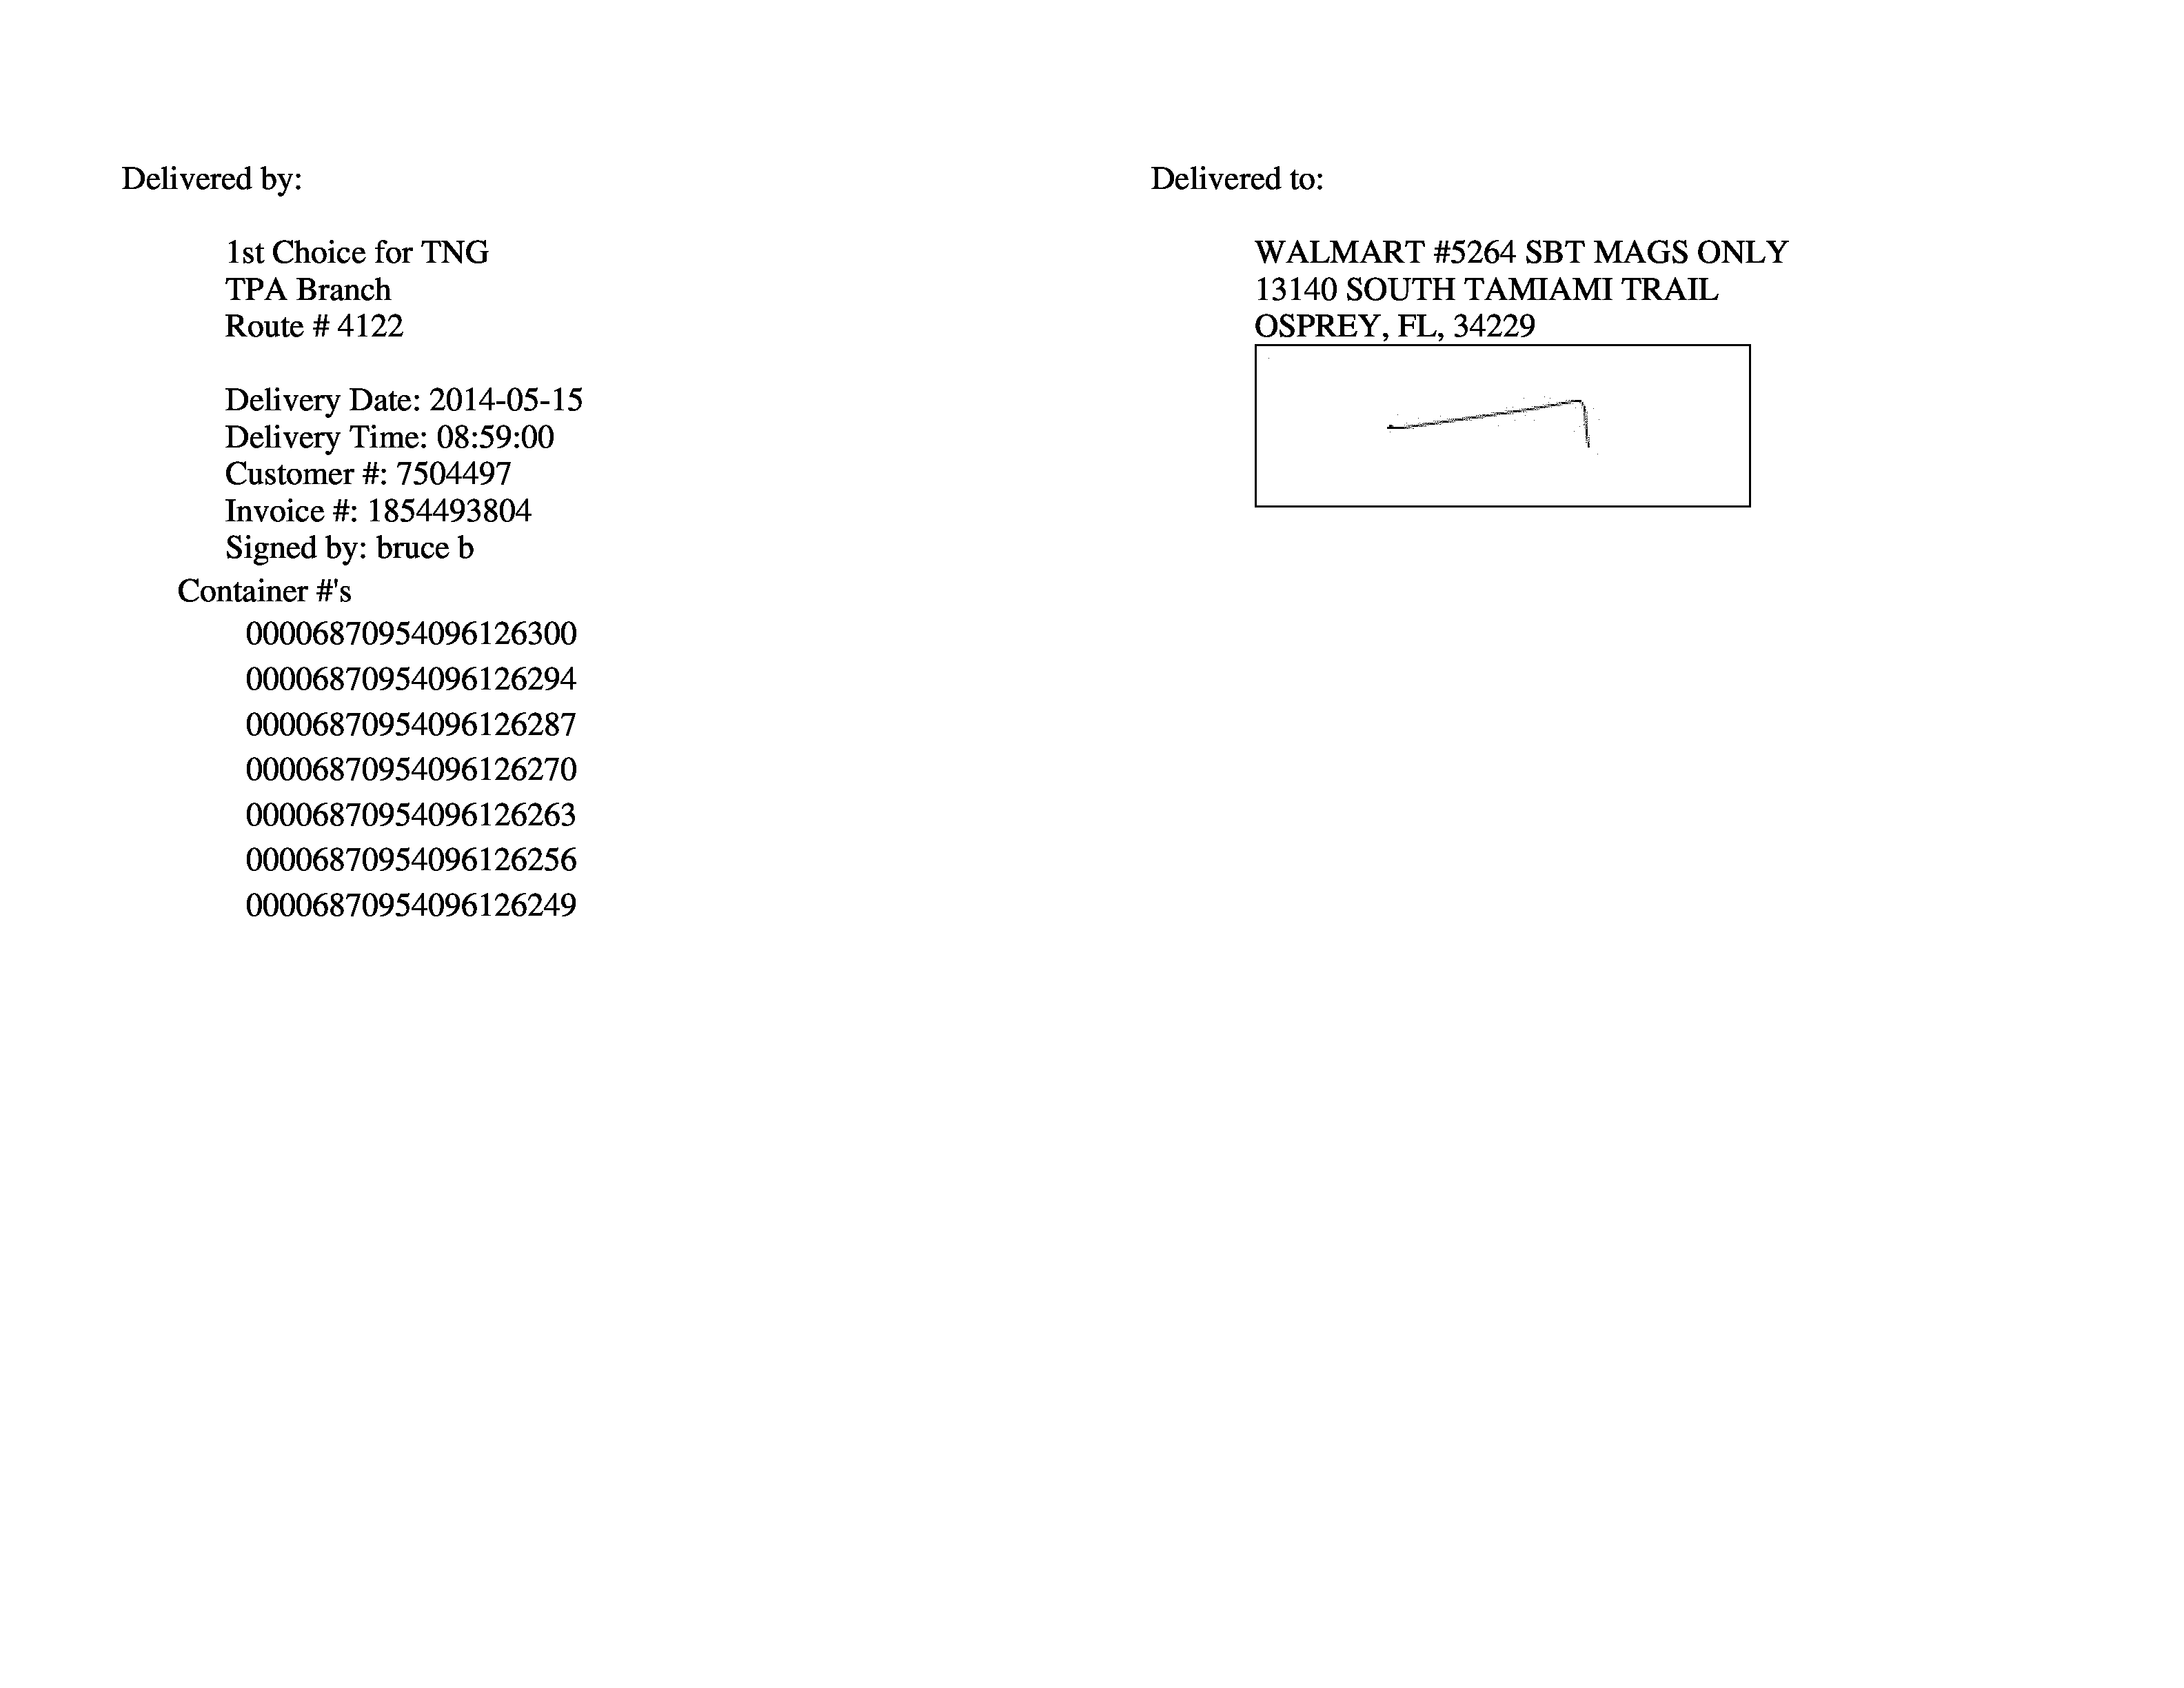 Delivered by:
1st Choice for TNG
TPA Branch
Route # 4122
Delivery Date: 2014-05-15
Delivery Time: 08:59:00
Customer #: 7504497
Invoice #: 1854493804
Signed by: bruce b
Container #'s
00006870954096126300
00006870954096126294
00006870954096126287
00006870954096126270
00006870954096126263
00006870954096126256
00006870954096126249
Delivered to:
WALMART #5264 SBT MAGS ONLY
13140 SOUTH TAMIAMI TRAIL
OSPREY, FL, 34229